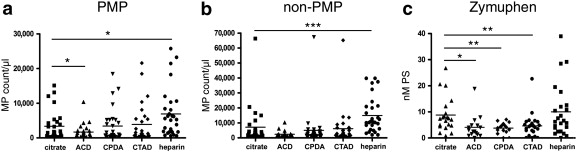 a PMP
*
*
MP count/µl
30,000
20,000
10,000
0
citrate ACD CPDA CTAD heparin
b non-PMP
***
MP count/µl
70,000
60,000
50,000
40,000
30,000
20,000
10,000
0
citrate ACD CPDA CTAD heparin
c Zymuphen
**
**
*
nM PS
40
30
20
10
0
citrate ACD CPDA CTAD heparin